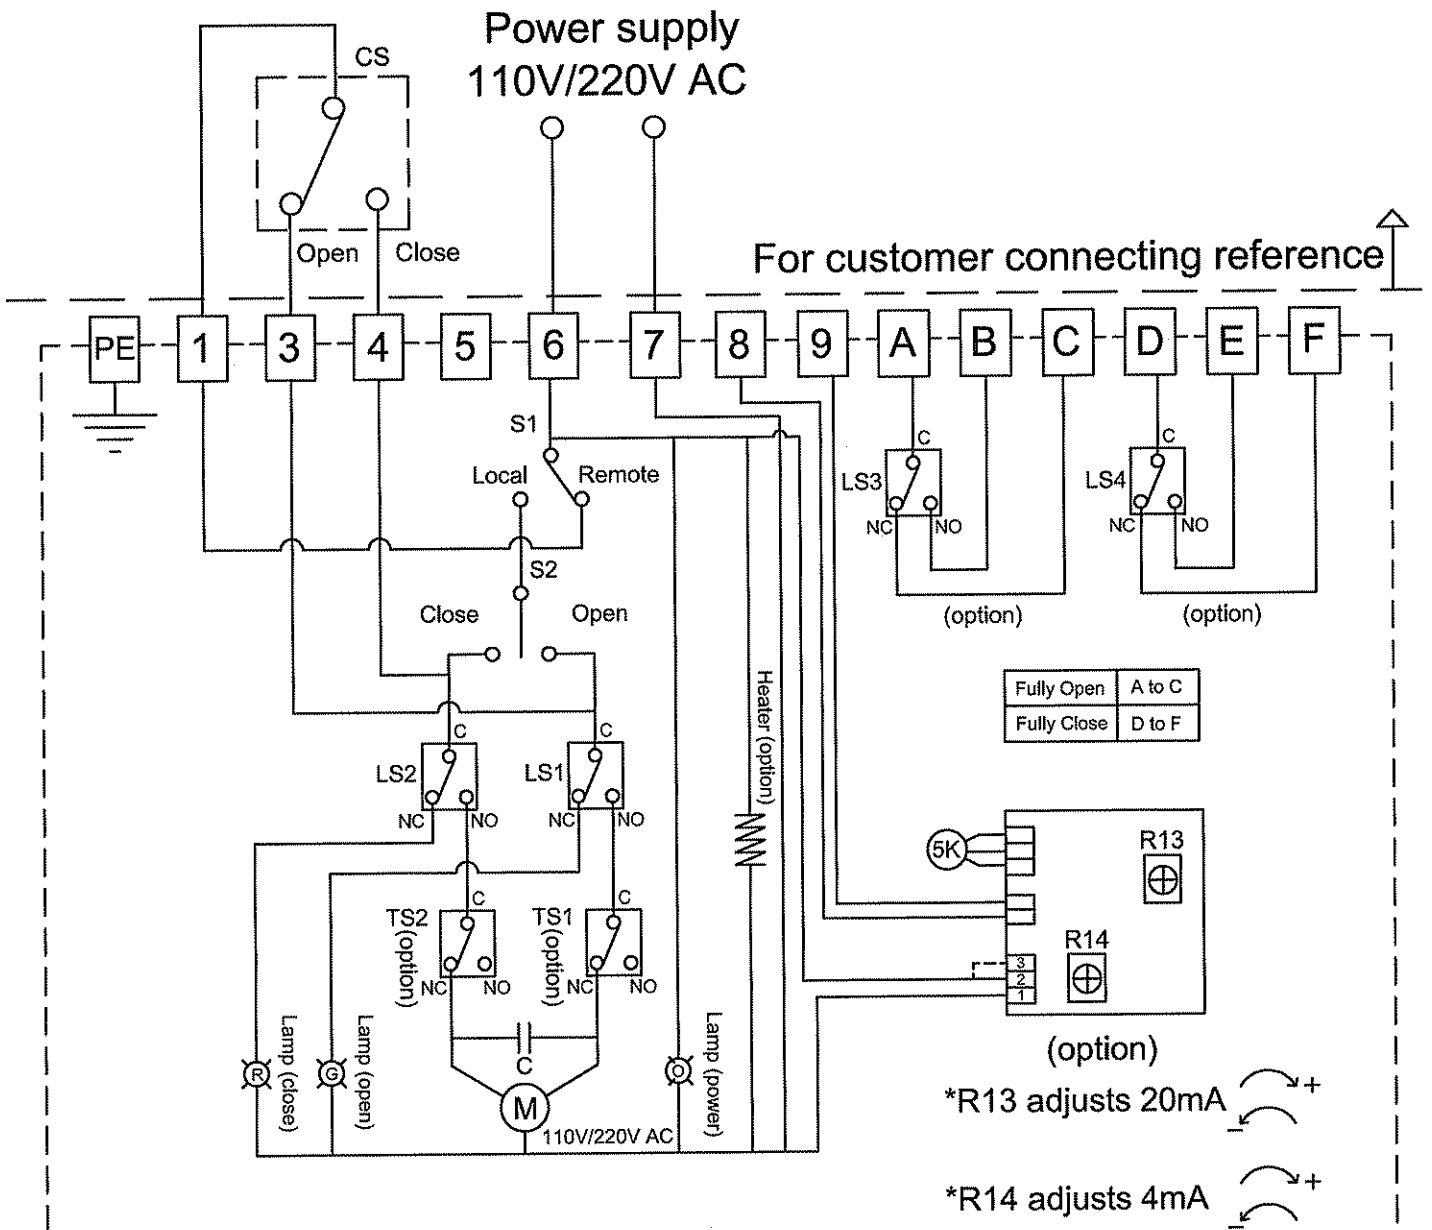 Power supply
110V/220V AC
CS
Open
Close
For customer connecting reference
PE 1 3 4 5 6 7 8 9 A B C D E F
S1
Local
Remote
S2
Close
Open
C
LS3
NC
NO
(option)
C
LS4
NC
NO
(option)
Fully Open A to C
Fully Close D to F
Heater (option)
C
LS2
NC
NO
C
LS1
NC
NO
C
TS2
(option)
NC
NO
C
TS1
(option)
NC
NO
C
M
110V/220V AC
R
Lamp (close)
G
Lamp (open)
O
Lamp (power)
5K
R13
R14
3
2
1
(option)
*R13 adjusts 20mA
+
−
*R14 adjusts 4mA
+
−